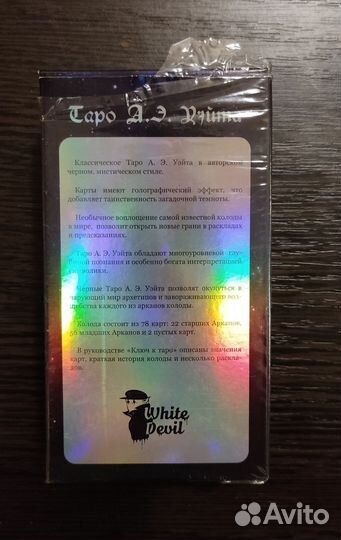 Таро А.Э. Уэйта
Классическое Таро А. Э. Уэйта в авторском
черном, мистическом стиле.
Карты имеют голографический эффект, что
добавляет таинственность загадочной темноты.
Необычное воплощение самой известной колоды
в мире, позволит открыть новые грани в раскладах
и предсказаниях.
Таро А. Э. Уэйта обладают многоуровневой глу-
биной познания и особенно богата интерпретацией
символики.
Черные Таро А. Э. Уэйта позволят окунуться в
чарующий мир архетипов и завораживающего воз-
действия каждого из арканов колоды.
Колода состоит из 78 карт: 22 старших Арканов,
56 младших Арканов и 2 пустых карт.
В руководстве «Ключ к таро» описаны значения
карт, краткая история колоды и несколько раскла-
дов.
White
Devil
Avito